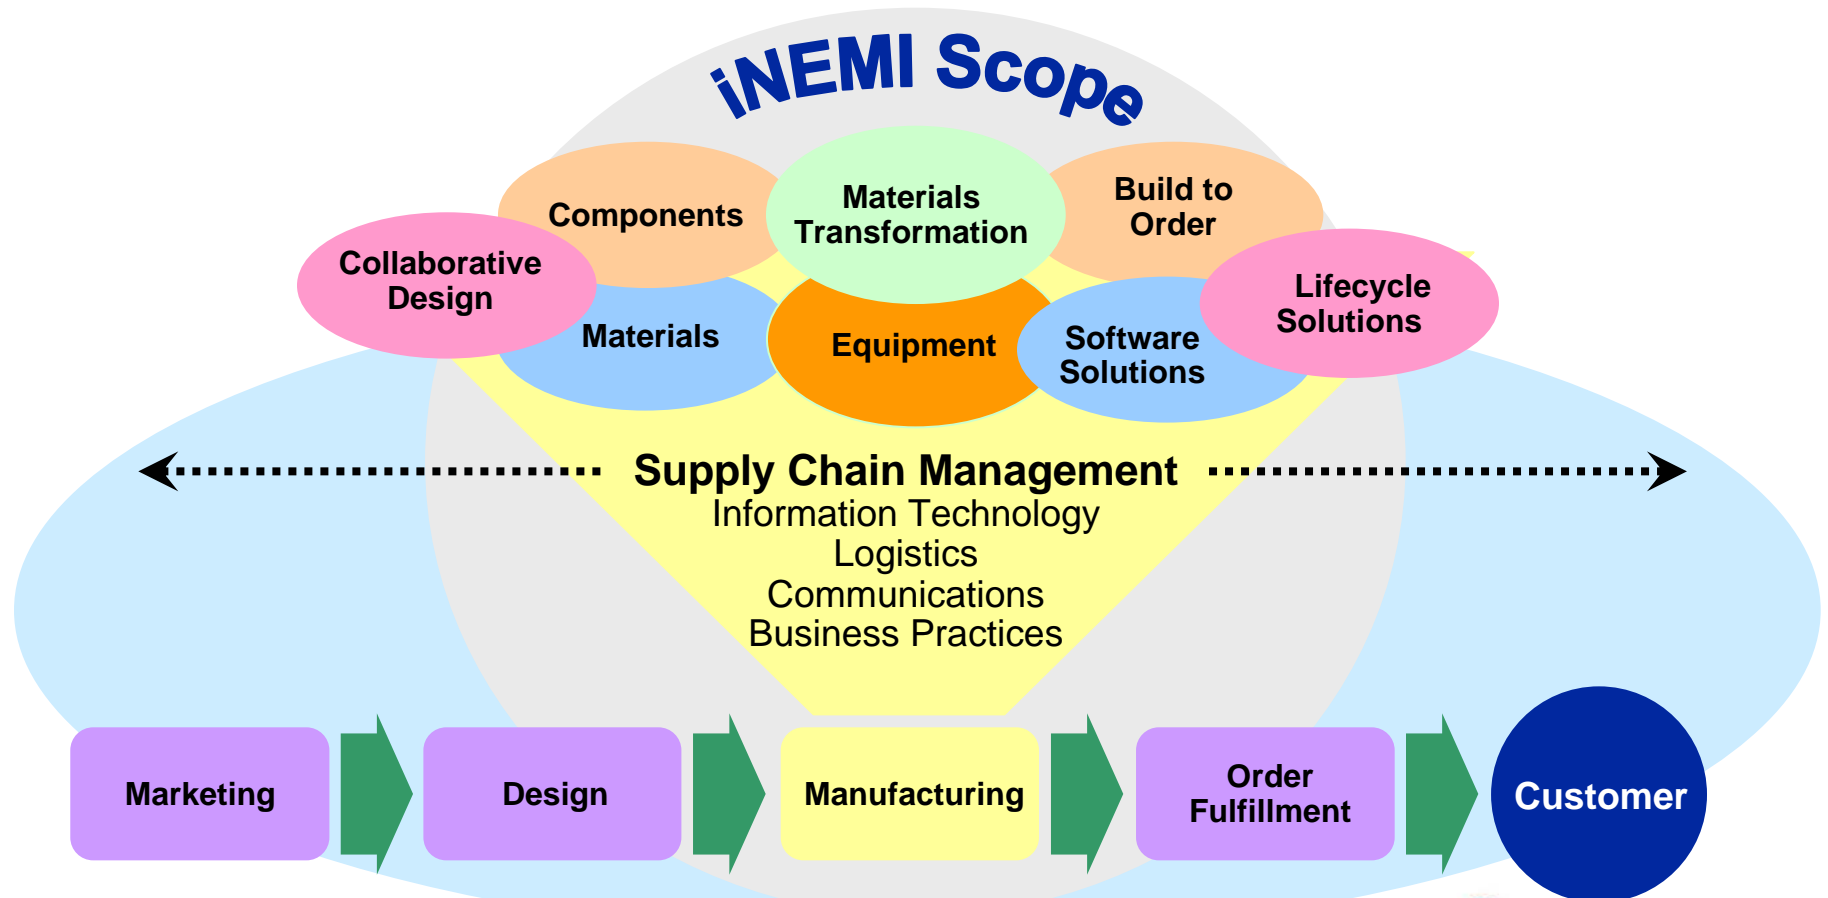 iNEMI Scope
Components
Materials
Transformation
Build to
Order
Collaborative
Design
Lifecycle
Solutions
Materials
Equipment
Software
Solutions
Supply Chain Management
Information Technology
Logistics
Communications
Business Practices
Marketing
Design
Manufacturing
Order
Fulfillment
Customer